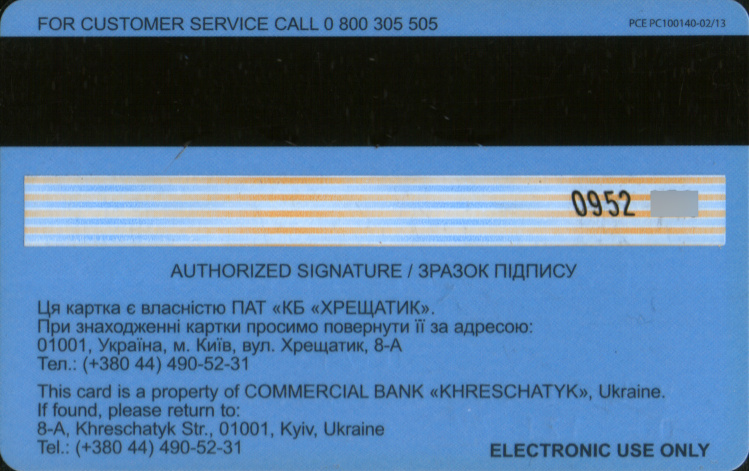 FOR CUSTOMER SERVICE CALL 0 800 305 505
PCE PC100140-02/13
0952
AUTHORIZED SIGNATURE / ЗРАЗОК ПІДПИСУ
Ця картка є власністю ПАТ «КБ «ХРЕЩАТИК».
При знаходженні картки просимо повернути її за адресою:
01001, Україна, м. Київ, вул. Хрещатик, 8-А
Тел.: (+380 44) 490-52-31
This card is a property of COMMERCIAL BANK «KHRESCHATYK», Ukraine.
If found, please return to:
8-A, Khreschatyk Str., 01001, Kyiv, Ukraine
Tel.: (+380 44) 490-52-31
ELECTRONIC USE ONLY